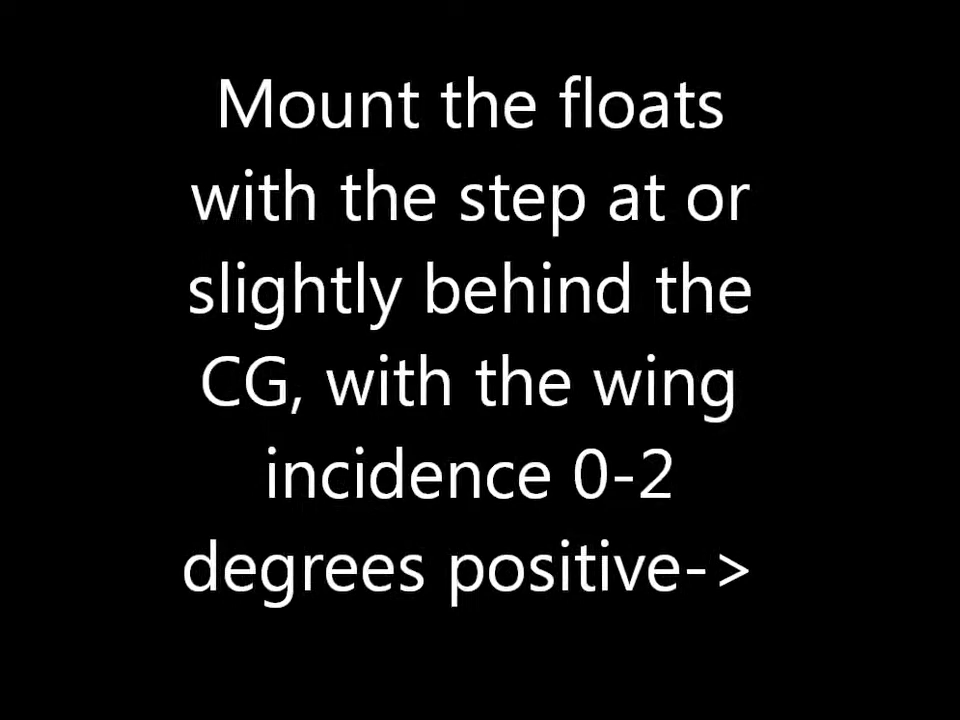 Mount the floats
with the step at or
slightly behind the
CG, with the wing
incidence 0-2
degrees positive->